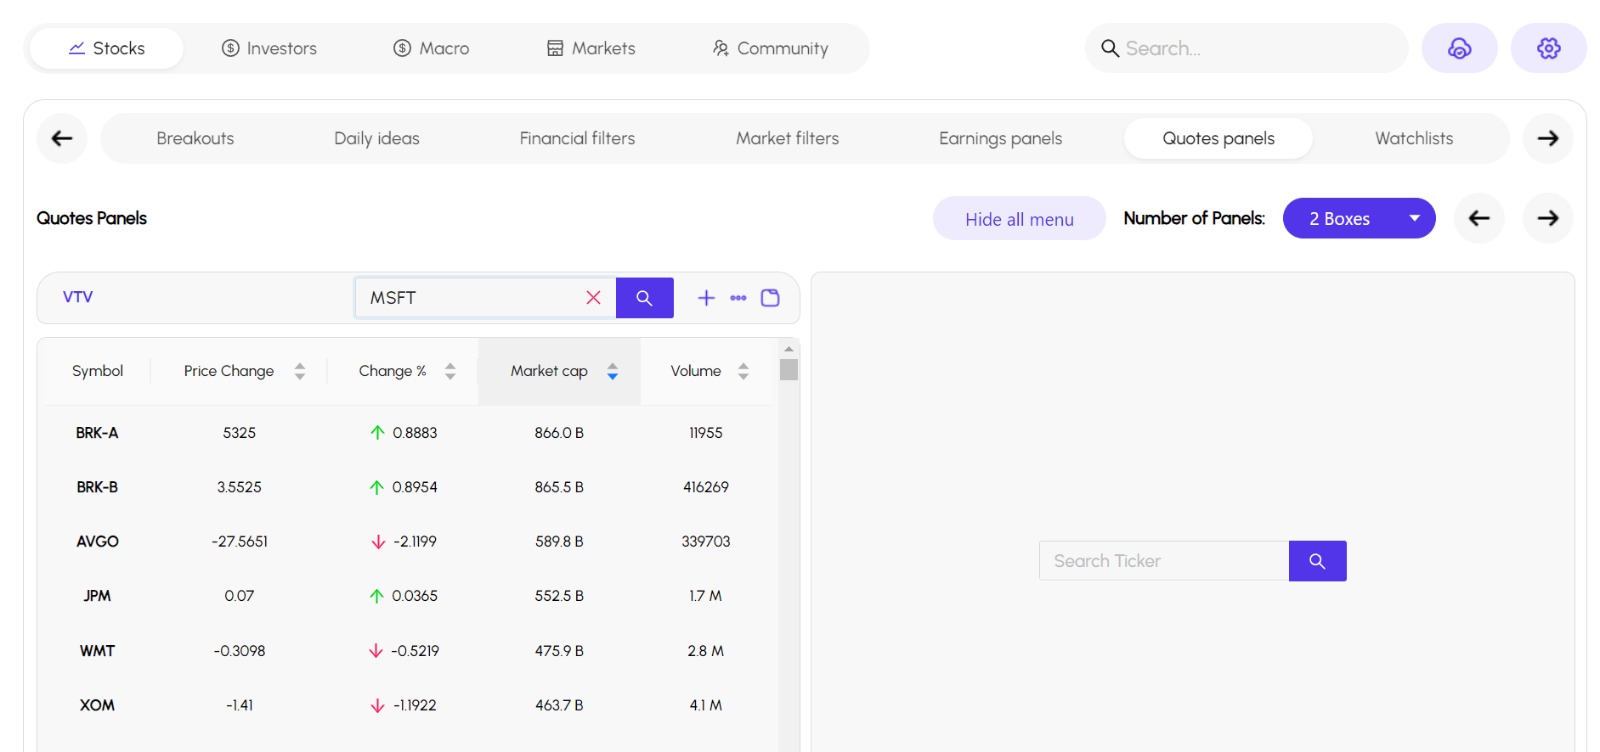 Stocks Investors Macro Markets Community Search...
Breakouts Daily ideas Financial filters Market filters Earnings panels Quotes panels Watchlists
Quotes Panels Hide all menu Number of Panels: 2 Boxes
VTV MSFT
Symbol Price Change Change % Market cap Volume
BRK-A 5325 0.8883 866.0 B 11955
BRK-B 3.5525 0.8954 865.5 B 416269
AVGO -27.5651 -2.1199 589.8 B 339703
Search Ticker
JPM 0.07 0.0365 552.5 B 1.7 M
WMT -0.3098 -0.5219 475.9 B 2.8 M
XOM -1.41 -1.1922 463.7 B 4.1 M